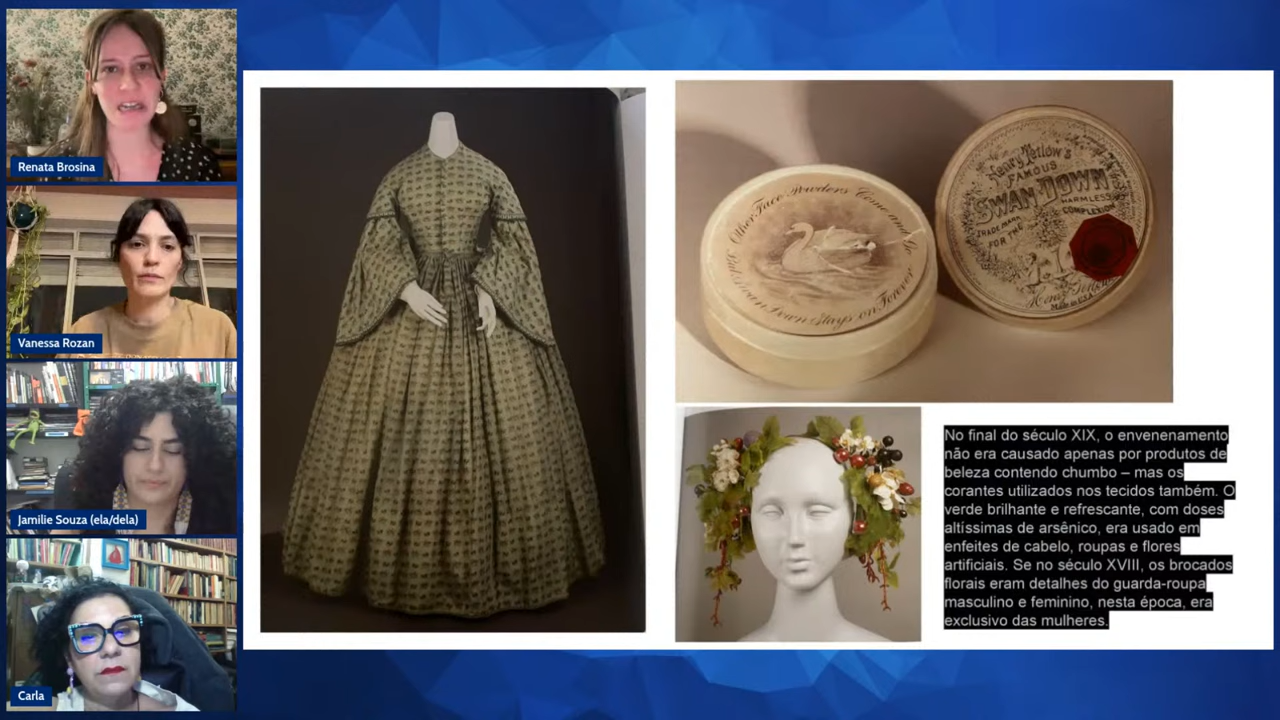 Renata Brosina
Vanessa Rozan
Jamilie Souza (ela/dela)
Carla
Other Face Powders Come and Go
Swan Down Stays on Forever
Henry Tetlow's
FAMOUS
SWAN DOWN
HARMLESS
TRADE MARK
FOR THE
No final do século XIX, o envenenamento
não era causado apenas por produtos de
beleza contendo chumbo – mas os
corantes utilizados nos tecidos também. O
verde brilhante e refrescante, com doses
altíssimas de arsênico, era usado em
enfeites de cabelo, roupas e flores
artificiais. Se no século XVIII, os brocados
florais eram detalhes do guarda-roupa
masculino e feminino, nesta época, era
exclusivo das mulheres.